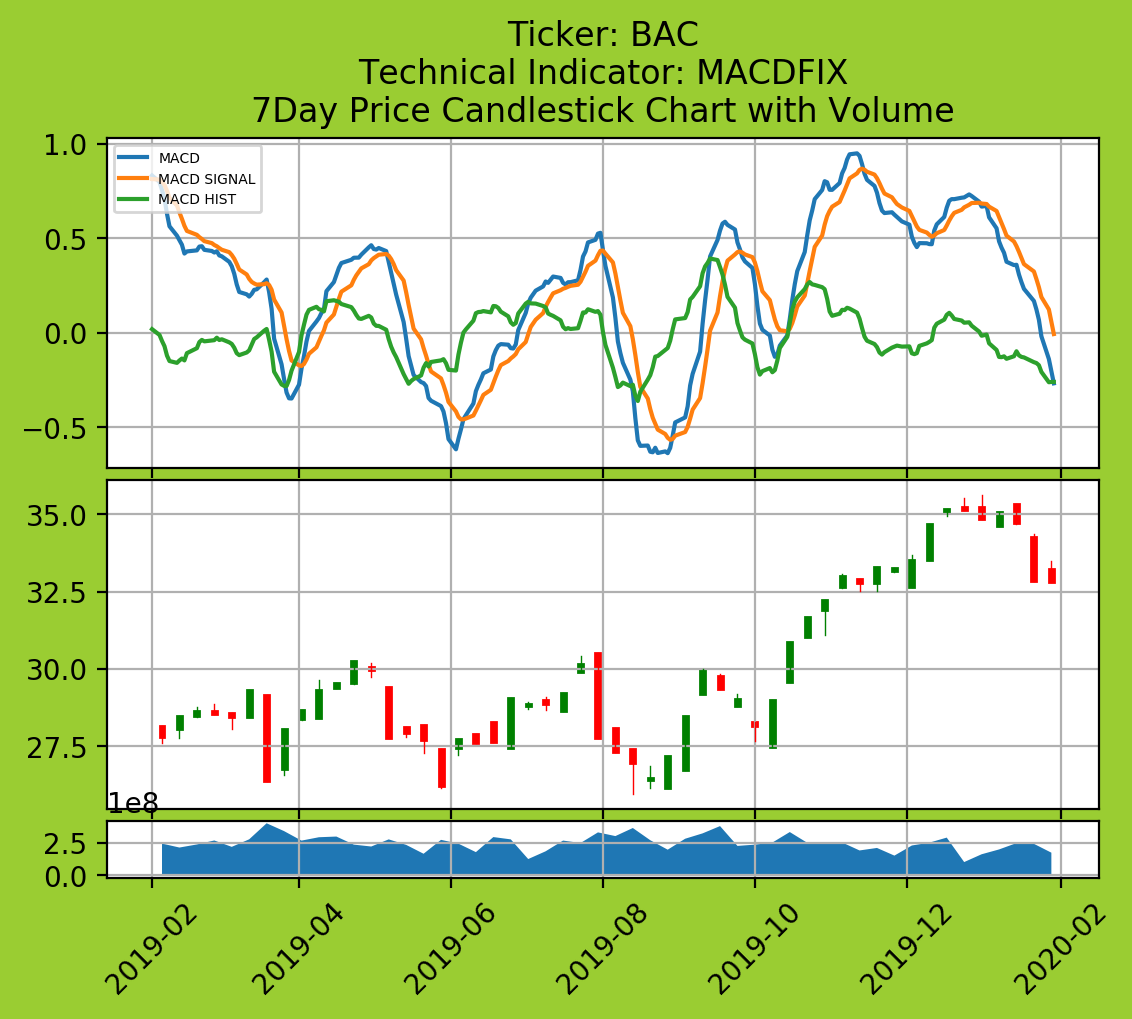 Ticker: BAC
Technical Indicator: MACDFIX
7Day Price Candlestick Chart with Volume
1.0
MACD
MACD SIGNAL
MACD HIST
0.5
0.0
−0.5
35.0
32.5
30.0
27.5
1e8
2.5
0.0
2019-02
2019-04
2019-06
2019-08
2019-10
2019-12
2020-02